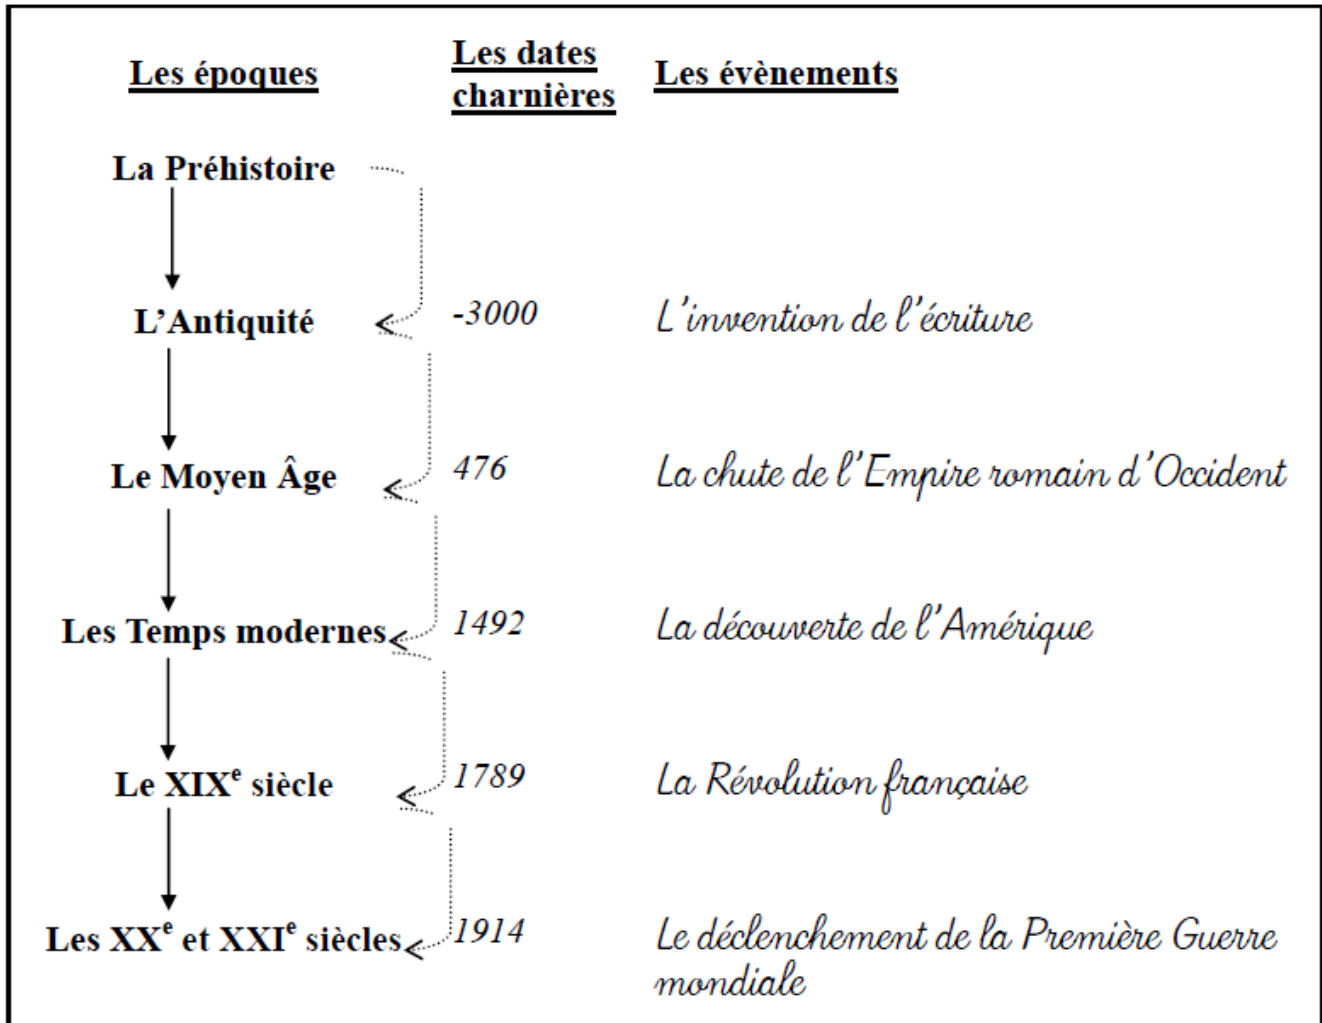 Les époques Les dates charnières Les évènements
La Préhistoire
L'Antiquité -3000 L'invention de l'écriture
Le Moyen Âge 476 La chute de l'Empire romain d'Occident
Les Temps modernes 1492 La découverte de l'Amérique
Le XIXe siècle 1789 La Révolution française
Les XXe et XXIe siècles 1914 Le déclenchement de la Première Guerre
mondiale